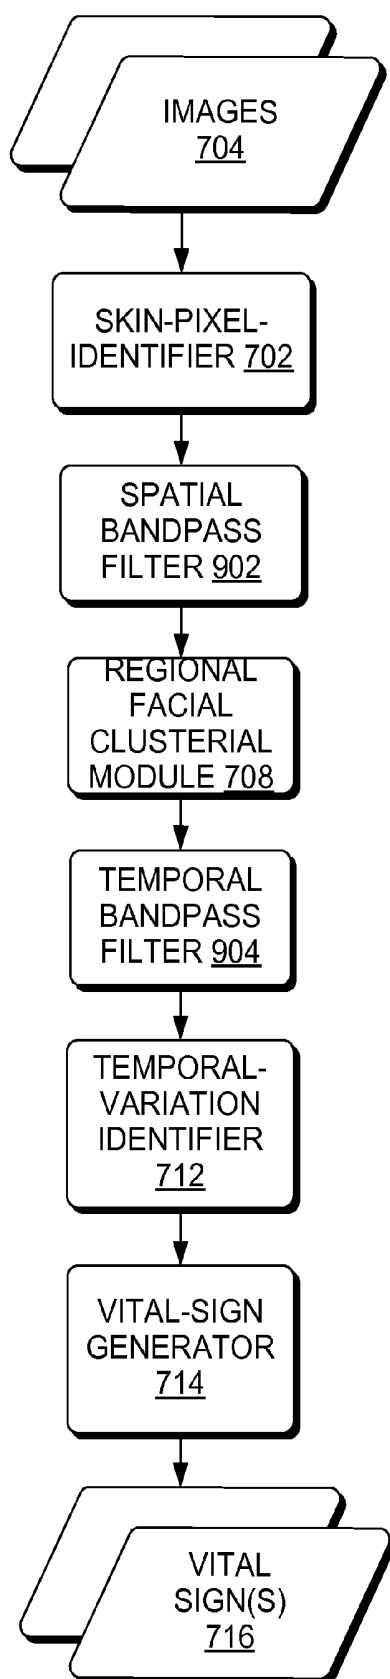 IMAGES
704
SKIN-PIXEL-
IDENTIFIER 702
SPATIAL
BANDPASS
FILTER 902
REGIONAL
FACIAL
CLUSTERIAL
MODULE 708
TEMPORAL
BANDPASS
FILTER 904
TEMPORAL-
VARIATION
IDENTIFIER
712
VITAL-SIGN
GENERATOR
714
VITAL
SIGN(S)
716